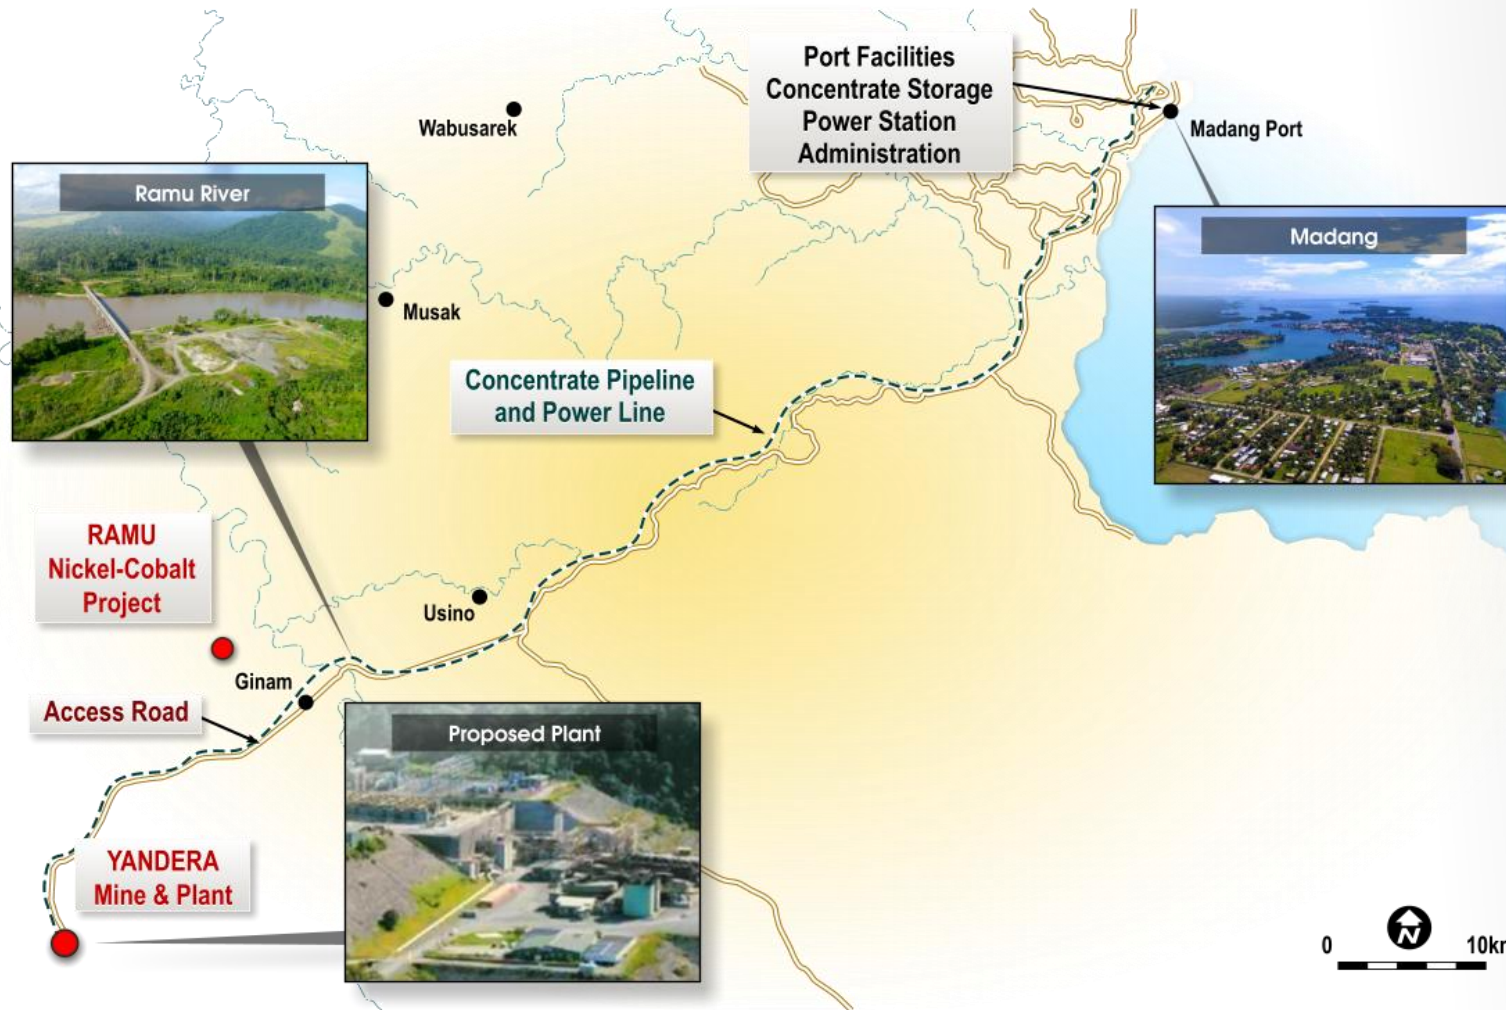 Port Facilities
Concentrate Storage
Power Station
Administration
Wabusarek
Madang Port
Ramu River
Madang
Musak
Concentrate Pipeline
and Power Line
RAMU
Nickel-Cobalt
Project
Usino
Ginam
Access Road
Proposed Plant
YANDERA
Mine & Plant
N
0 10km